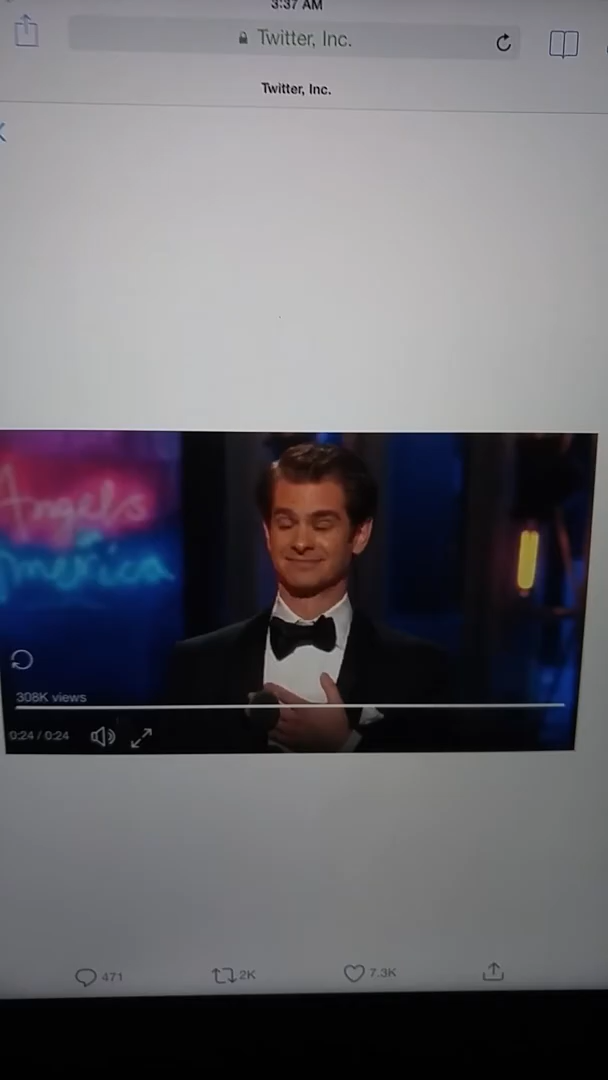 3:37 AM
Twitter, Inc.
Twitter, Inc.
Angels
in
America
308K views
0:24 / 0:24
471
2K
7.3K